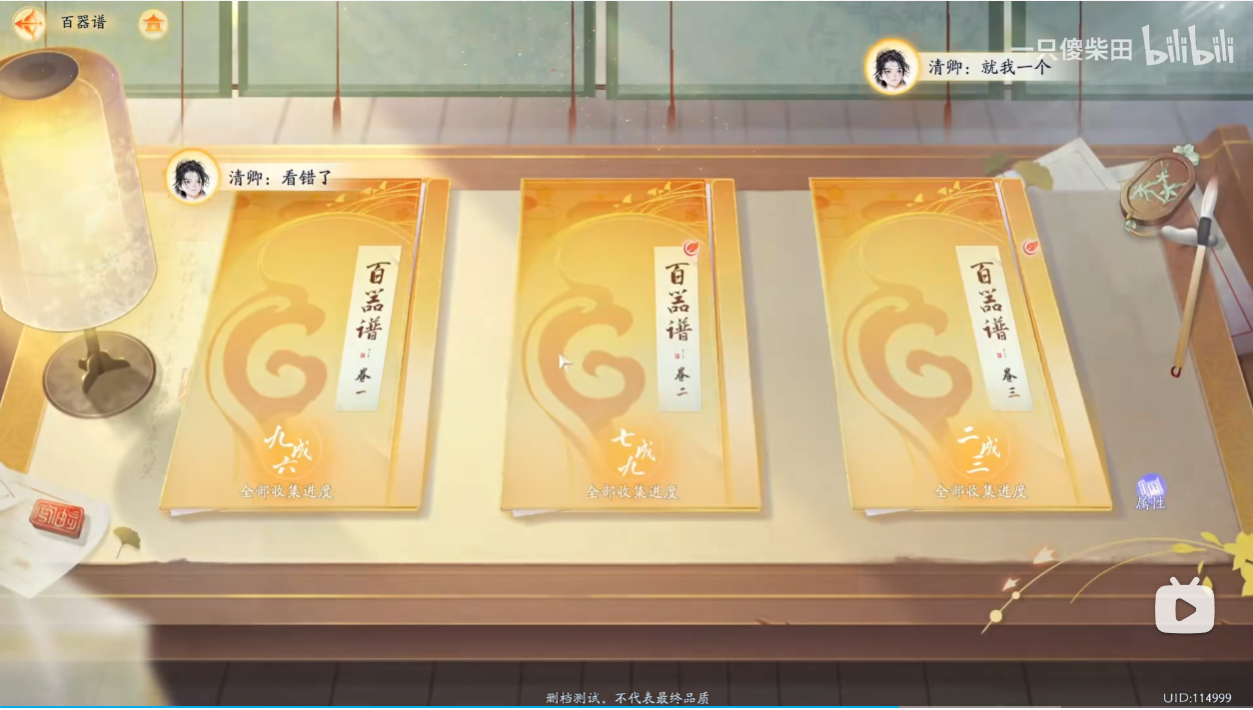 百器谱
一只傻柴田 bilibili
清卿：就我一个
清卿：看错了
百器谱 卷一
九成六
全部收集进度
百器谱 卷二
七成九
全部收集进度
百器谱 卷三
二成三
全部收集进度
属性
删档测试，不代表最终品质
UID:114999